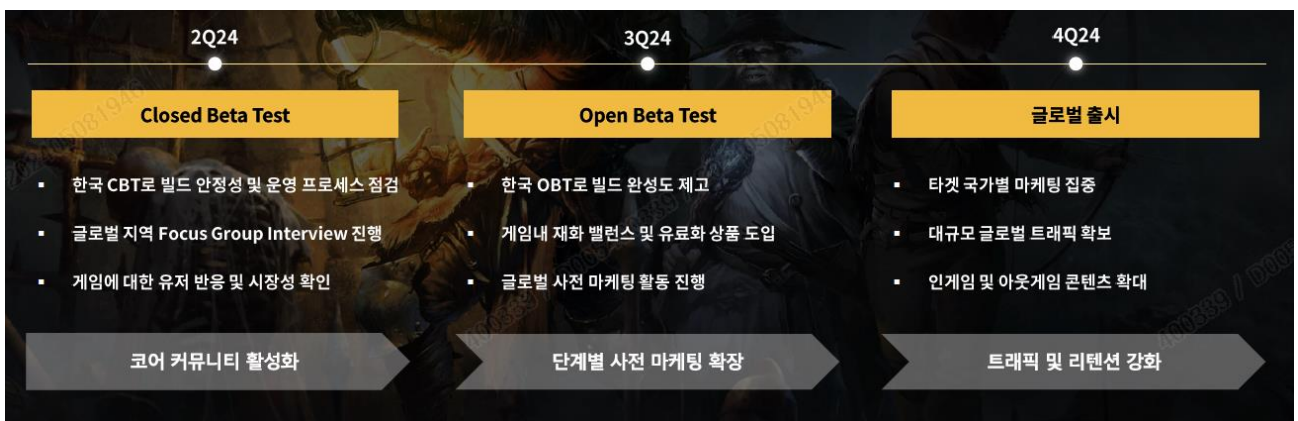 2Q24
3Q24
4Q24
Closed Beta Test
Open Beta Test
글로벌 출시
▪ 한국 CBT로 빌드 안정성 및 운영 프로세스 점검
▪ 글로벌 지역 Focus Group Interview 진행
▪ 게임에 대한 유저 반응 및 시장성 확인
▪ 한국 OBT로 빌드 완성도 제고
▪ 게임내 재화 밸런스 및 유료화 상품 도입
▪ 글로벌 사전 마케팅 활동 진행
▪ 타겟 국가별 마케팅 집중
▪ 대규모 글로벌 트래픽 확보
▪ 인게임 및 아웃게임 콘텐츠 확대
코어 커뮤니티 활성화
단계별 사전 마케팅 확장
트래픽 및 리텐션 강화